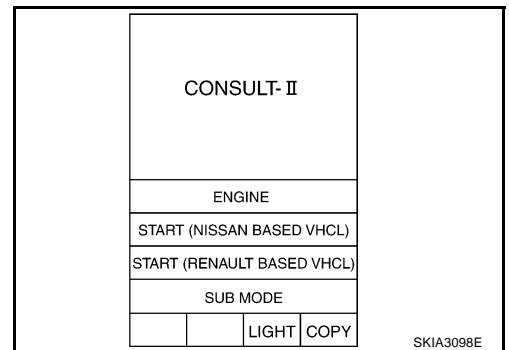 CONSULT-II
ENGINE
START (NISSAN BASED VHCL)
START (RENAULT BASED VHCL)
SUB MODE
LIGHT COPY
SKIA3098E